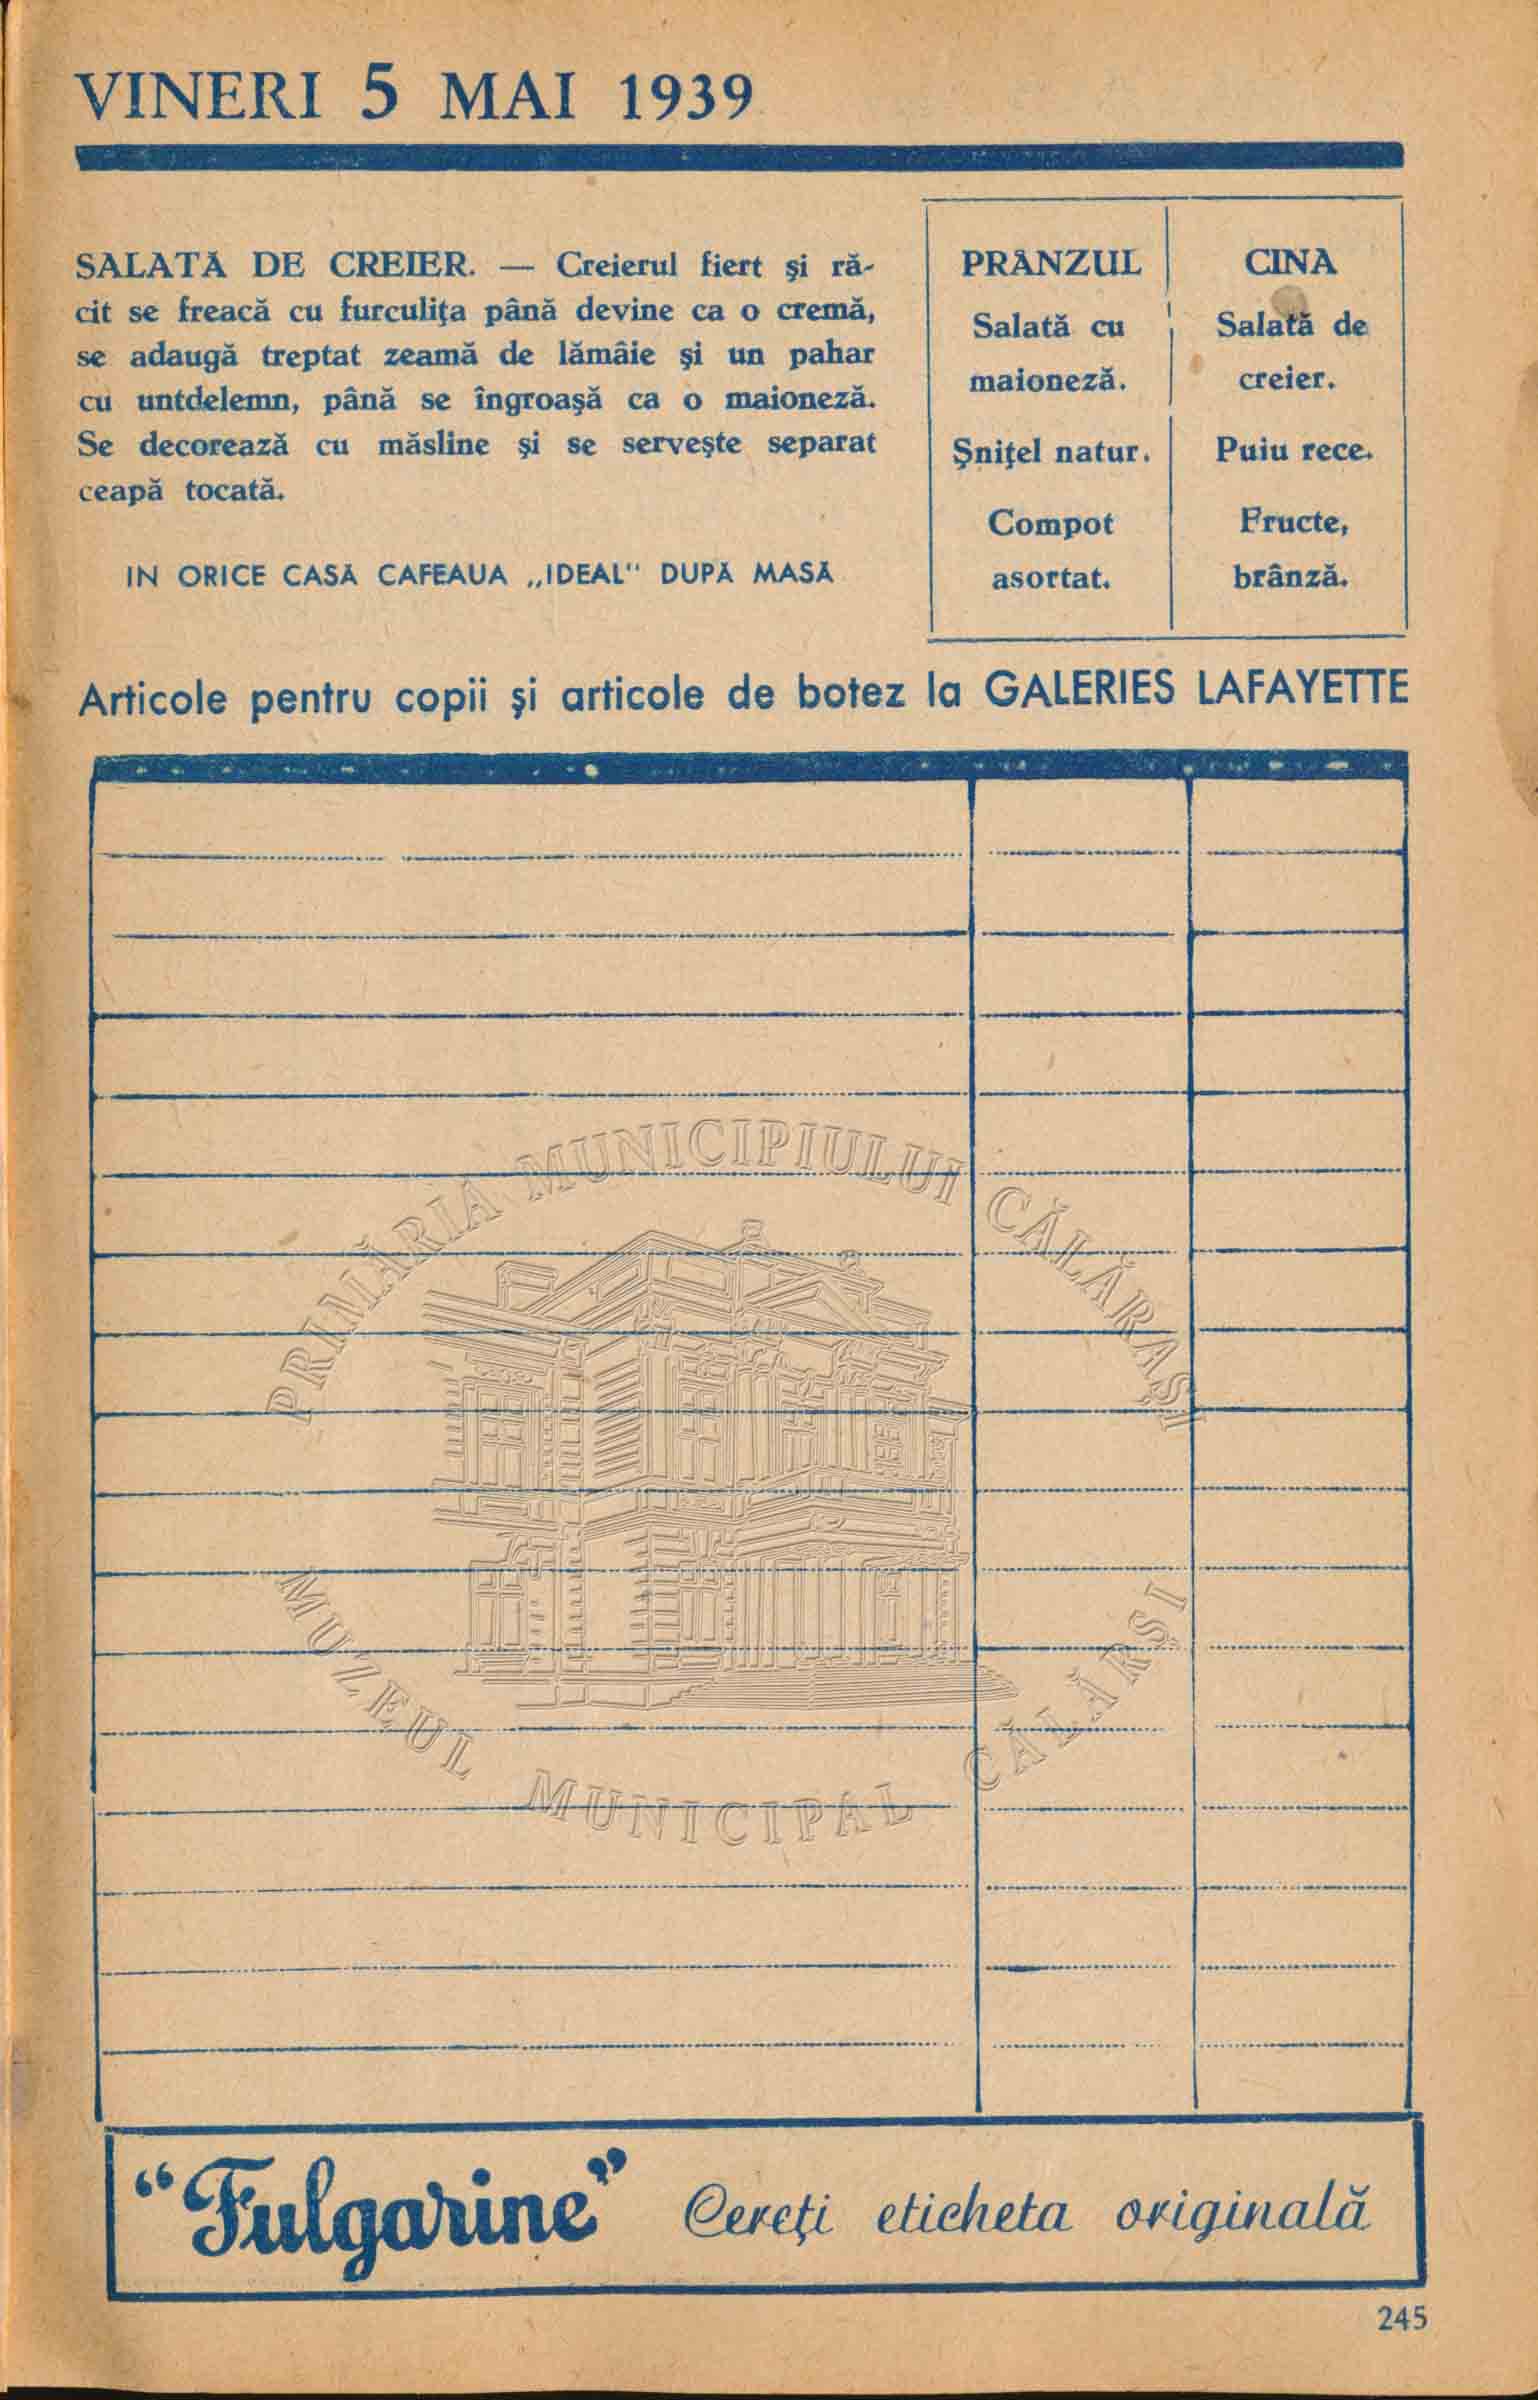 VINERI 5 MAI 1939
SALATĂ DE CREIER. — Creierul fiert şi ră-
cit se freacă cu furculiţa până devine ca o cremă,
se adaugă treptat zeamă de lămâie şi un pahar
cu untdelemn, până se îngroaşă ca o maioneză.
Se decorează cu măsline şi se serveşte separat
ceapă tocată.
IN ORICE CASĂ CAFEAUA „IDEAL" DUPĂ MASĂ
PRÂNZUL
Salată cu
maioneză.
Şniţel natur.
Compot
asortat.
CINA
Salată de
creier.
Puiu rece.
Fructe,
brânză.
Articole pentru copii şi articole de botez la GALERIES LAFAYETTE
PRIMĂRIA MUNICIPIULUI CĂLĂRAŞI
MUZEUL MUNICIPAL CĂLĂRŞI
"Fulgarine" Cereţi eticheta originală
245